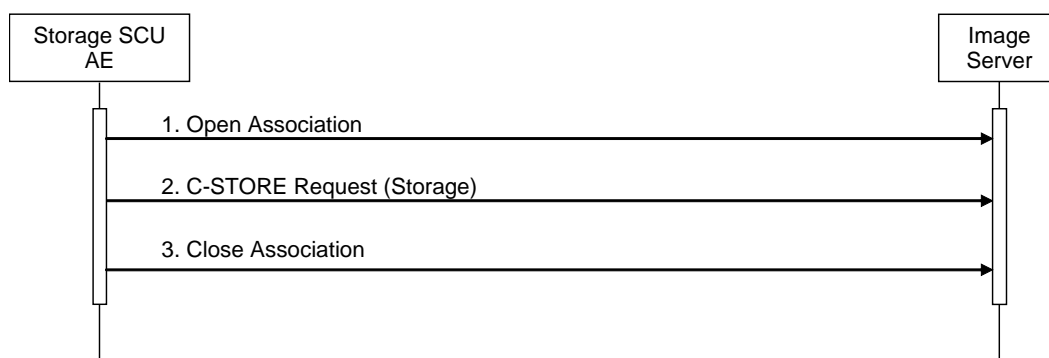 Storage SCU
AE
Image
Server
1. Open Association
2. C-STORE Request (Storage)
3. Close Association